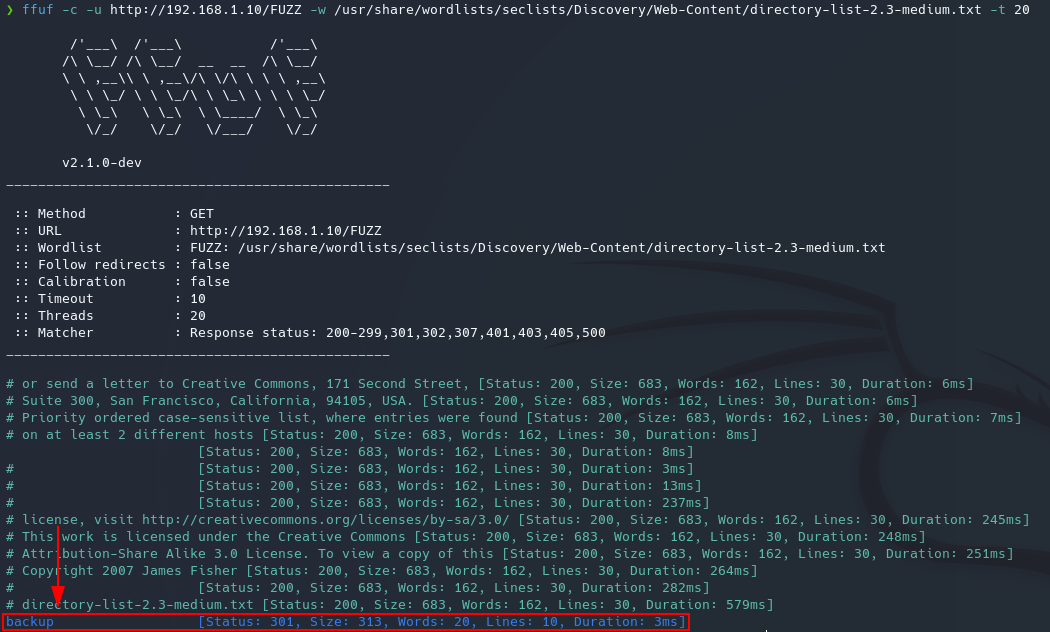 ❯ ffuf -c -u http://192.168.1.10/FUZZ -w /usr/share/wordlists/seclists/Discovery/Web-Content/directory-list-2.3-medium.txt -t 20
        /'___\  /'___\           /'___\
       /\ \__/ /\ \__/  __  __  /\ \__/
       \ \ ,__\\ \ ,__\/\ \/\ \ \ \ ,__\
        \ \ \_/ \ \ \_/\ \ \_\ \ \ \ \_/
         \ \_\   \ \_\  \ \____/  \ \_\
          \/_/    \/_/   \/___/    \/_/
       v2.1.0-dev
________________________________________________
 :: Method           : GET
 :: URL              : http://192.168.1.10/FUZZ
 :: Wordlist         : FUZZ: /usr/share/wordlists/seclists/Discovery/Web-Content/directory-list-2.3-medium.txt
 :: Follow redirects : false
 :: Calibration      : false
 :: Timeout          : 10
 :: Threads          : 20
 :: Matcher          : Response status: 200-299,301,302,307,401,403,405,500
________________________________________________
# or send a letter to Creative Commons, 171 Second Street, [Status: 200, Size: 683, Words: 162, Lines: 30, Duration: 6ms]
# Suite 300, San Francisco, California, 94105, USA. [Status: 200, Size: 683, Words: 162, Lines: 30, Duration: 6ms]
# Priority ordered case-sensitive list, where entries were found [Status: 200, Size: 683, Words: 162, Lines: 30, Duration: 7ms]
# on at least 2 different hosts [Status: 200, Size: 683, Words: 162, Lines: 30, Duration: 8ms]
                        [Status: 200, Size: 683, Words: 162, Lines: 30, Duration: 8ms]
#                       [Status: 200, Size: 683, Words: 162, Lines: 30, Duration: 3ms]
#                       [Status: 200, Size: 683, Words: 162, Lines: 30, Duration: 13ms]
#                       [Status: 200, Size: 683, Words: 162, Lines: 30, Duration: 237ms]
# license, visit http://creativecommons.org/licenses/by-sa/3.0/ [Status: 200, Size: 683, Words: 162, Lines: 30, Duration: 245ms]
# This work is licensed under the Creative Commons [Status: 200, Size: 683, Words: 162, Lines: 30, Duration: 248ms]
# Attribution-Share Alike 3.0 License. To view a copy of this [Status: 200, Size: 683, Words: 162, Lines: 30, Duration: 251ms]
# Copyright 2007 James Fisher [Status: 200, Size: 683, Words: 162, Lines: 30, Duration: 264ms]
#                       [Status: 200, Size: 683, Words: 162, Lines: 30, Duration: 282ms]
# directory-list-2.3-medium.txt [Status: 200, Size: 683, Words: 162, Lines: 30, Duration: 579ms]
backup                  [Status: 301, Size: 313, Words: 20, Lines: 10, Duration: 3ms]